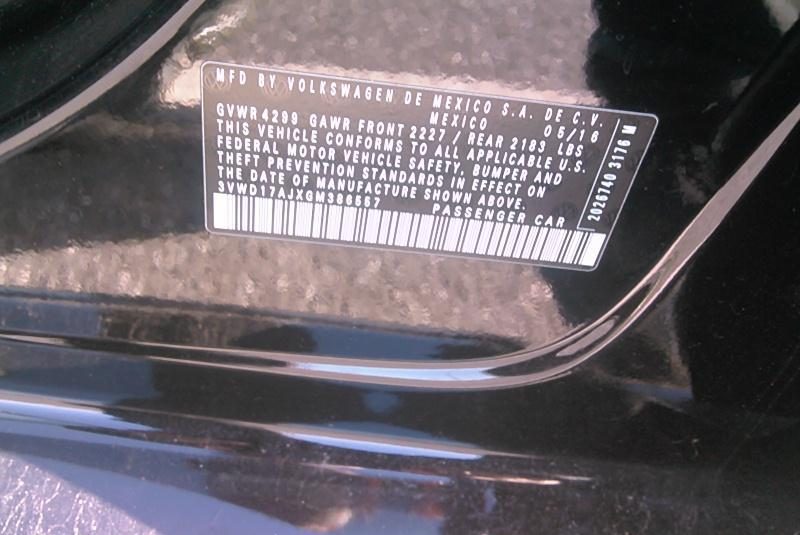 MFD BY VOLKSWAGEN DE MEXICO S.A. DE C.V.
MEXICO 05/16
GVWR 4299 GAWR FRONT 2227 / REAR 2183 LBS
THIS VEHICLE CONFORMS TO ALL APPLICABLE U.S.
FEDERAL MOTOR VEHICLE SAFETY, BUMPER AND
THEFT PREVENTION STANDARDS IN EFFECT ON
THE DATE OF MANUFACTURE SHOWN ABOVE.
3VWD17AJXGM386557 PASSENGER CAR
2026740 3176 M